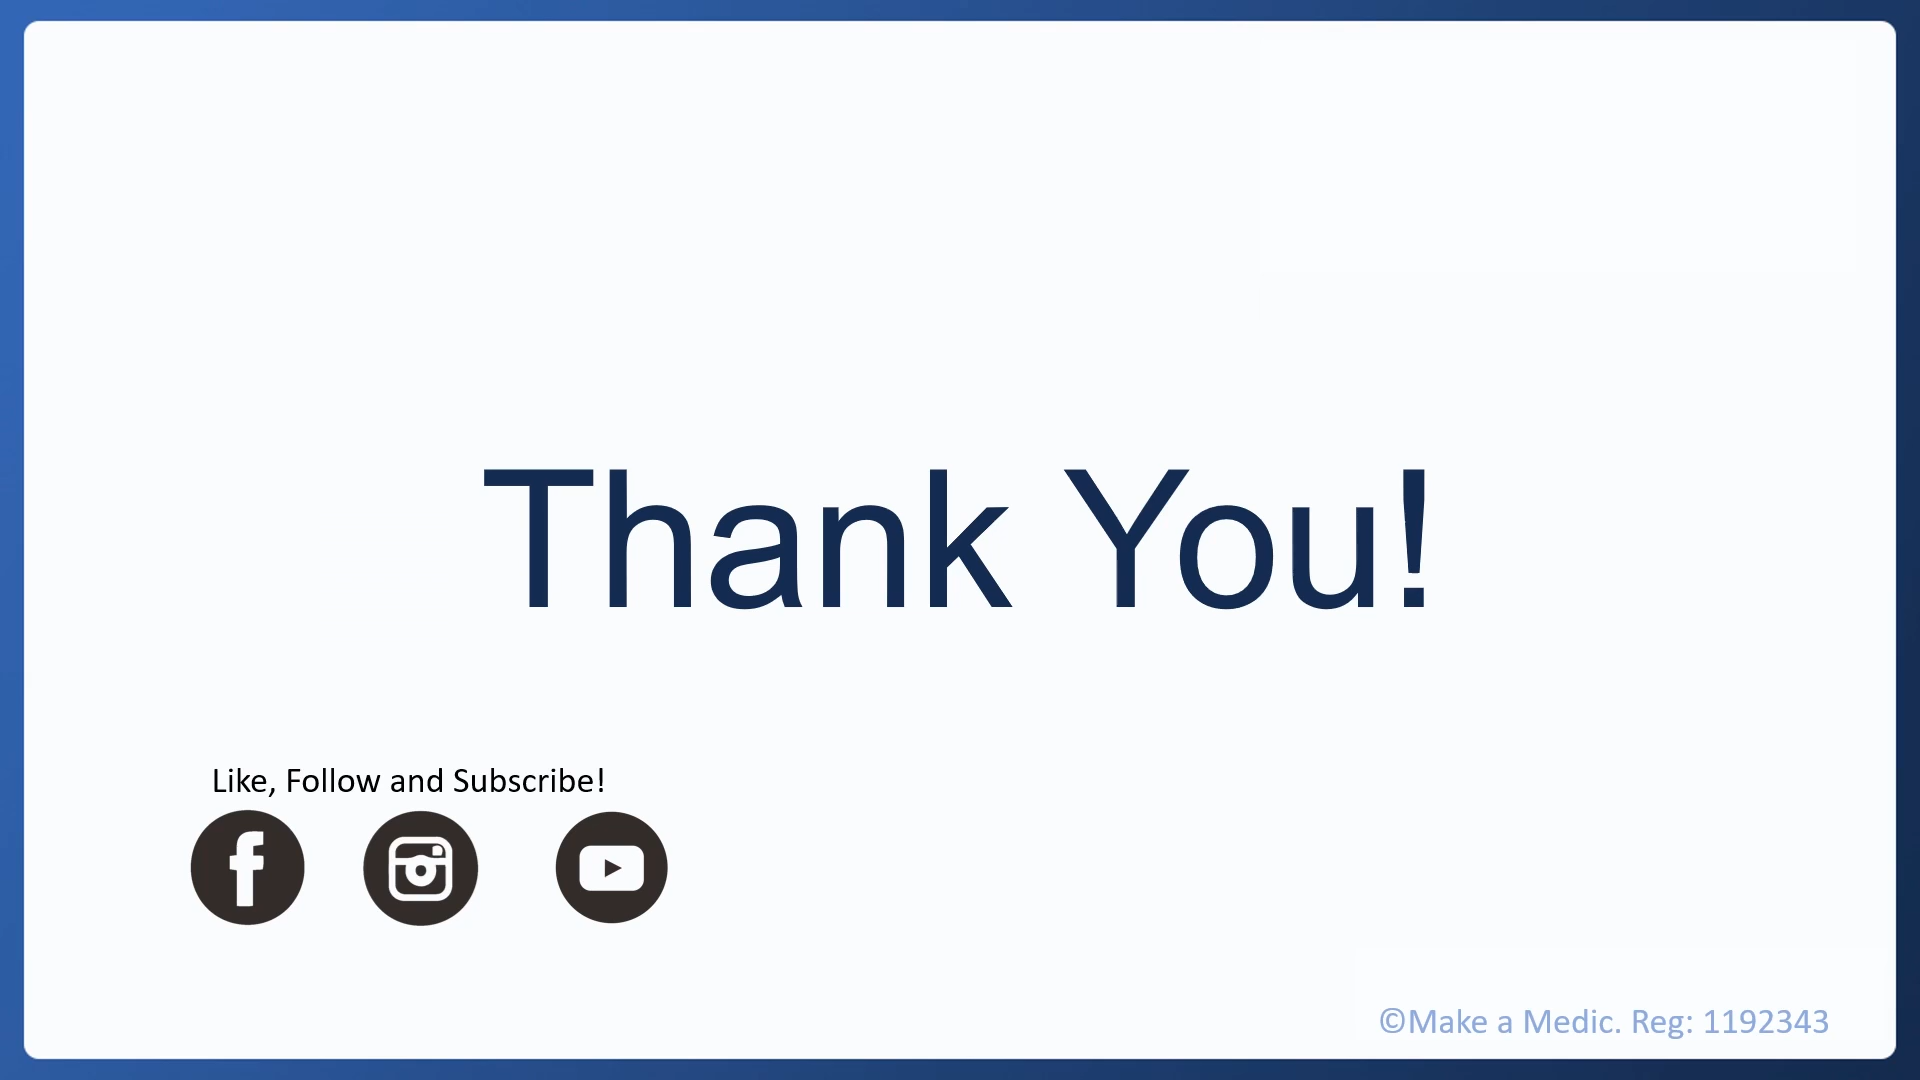 Thank You!
Like, Follow and Subscribe!
©Make a Medic. Reg: 1192343